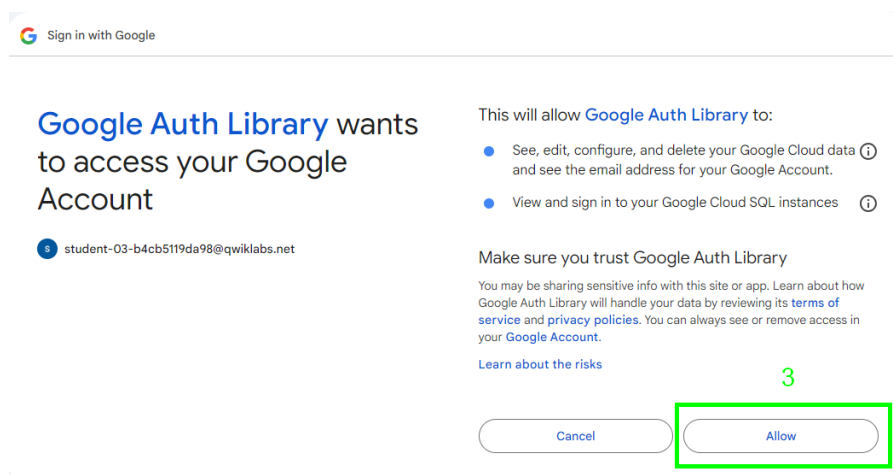 Sign in with Google
Google Auth Library wants
to access your Google
Account
s student-03-b4cb5119da98@qwiklabs.net
This will allow Google Auth Library to:
See, edit, configure, and delete your Google Cloud data
and see the email address for your Google Account.
View and sign in to your Google Cloud SQL instances
Make sure you trust Google Auth Library
You may be sharing sensitive info with this site or app. Learn about how
Google Auth Library will handle your data by reviewing its terms of
service and privacy policies. You can always see or remove access in
your Google Account.
Learn about the risks
3
Cancel Allow